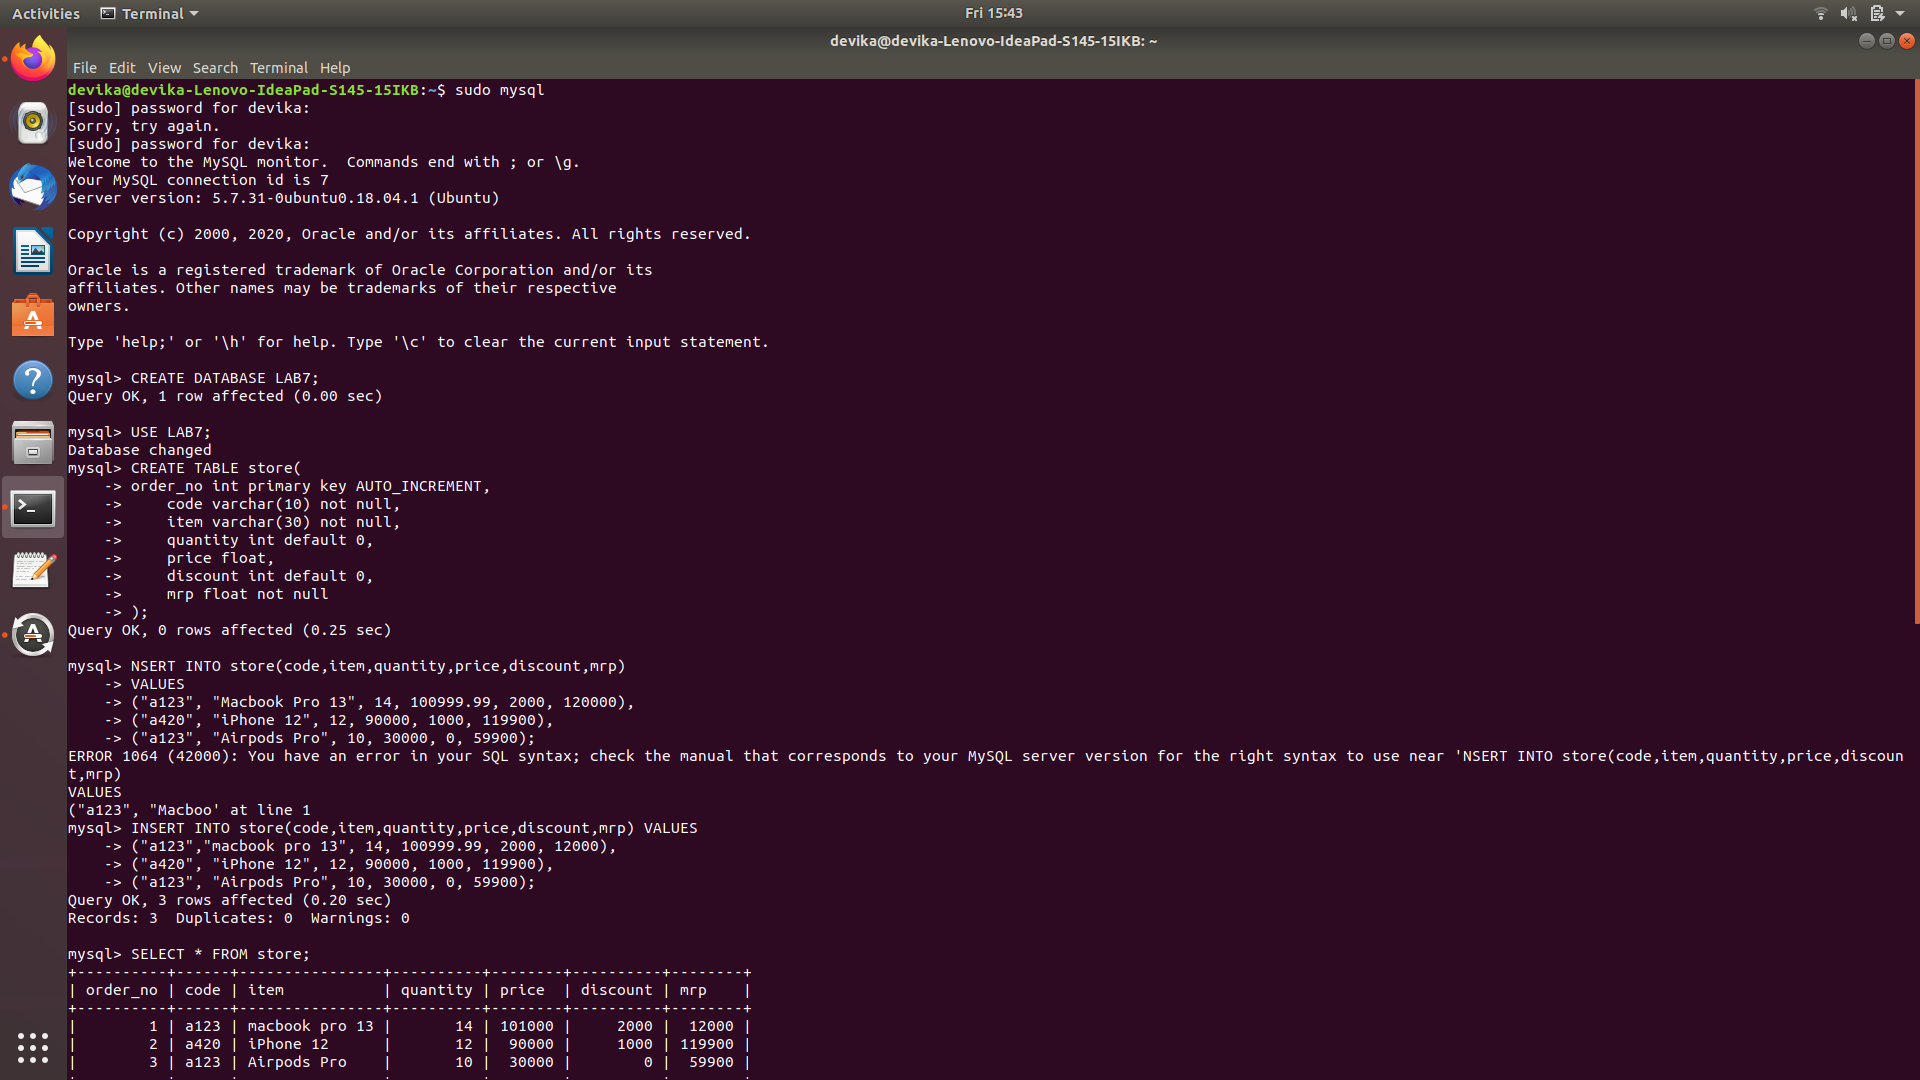 Activities Terminal Fri 15:43
devika@devika-Lenovo-IdeaPad-S145-15IKB: ~
File Edit View Search Terminal Help
devika@devika-Lenovo-IdeaPad-S145-15IKB:~$ sudo mysql
[sudo] password for devika:
Sorry, try again.
[sudo] password for devika:
Welcome to the MySQL monitor.  Commands end with ; or \g.
Your MySQL connection id is 7
Server version: 5.7.31-0ubuntu0.18.04.1 (Ubuntu)

Copyright (c) 2000, 2020, Oracle and/or its affiliates. All rights reserved.

Oracle is a registered trademark of Oracle Corporation and/or its
affiliates. Other names may be trademarks of their respective
owners.

Type 'help;' or '\h' for help. Type '\c' to clear the current input statement.

mysql> CREATE DATABASE LAB7;
Query OK, 1 row affected (0.00 sec)

mysql> USE LAB7;
Database changed
mysql> CREATE TABLE store(
    -> order_no int primary key AUTO_INCREMENT,
    ->     code varchar(10) not null,
    ->     item varchar(30) not null,
    ->     quantity int default 0,
    ->     price float,
    ->     discount int default 0,
    ->     mrp float not null
    -> );
Query OK, 0 rows affected (0.25 sec)

mysql> NSERT INTO store(code,item,quantity,price,discount,mrp)
    -> VALUES
    -> ("a123", "Macbook Pro 13", 14, 100999.99, 2000, 120000),
    -> ("a420", "iPhone 12", 12, 90000, 1000, 119900),
    -> ("a123", "Airpods Pro", 10, 30000, 0, 59900);
ERROR 1064 (42000): You have an error in your SQL syntax; check the manual that corresponds to your MySQL server version for the right syntax to use near 'NSERT INTO store(code,item,quantity,price,discoun
t,mrp)
VALUES
("a123", "Macboo' at line 1
mysql> INSERT INTO store(code,item,quantity,price,discount,mrp) VALUES
    -> ("a123","macbook pro 13", 14, 100999.99, 2000, 12000),
    -> ("a420", "iPhone 12", 12, 90000, 1000, 119900),
    -> ("a123", "Airpods Pro", 10, 30000, 0, 59900);
Query OK, 3 rows affected (0.20 sec)
Records: 3  Duplicates: 0  Warnings: 0

mysql> SELECT * FROM store;
+----------+------+----------------+----------+--------+----------+--------+
| order_no | code | item           | quantity | price  | discount | mrp    |
+----------+------+----------------+----------+--------+----------+--------+
|        1 | a123 | macbook pro 13 |       14 | 101000 |     2000 |  12000 |
|        2 | a420 | iPhone 12      |       12 |  90000 |     1000 | 119900 |
|        3 | a123 | Airpods Pro    |       10 |  30000 |        0 |  59900 |